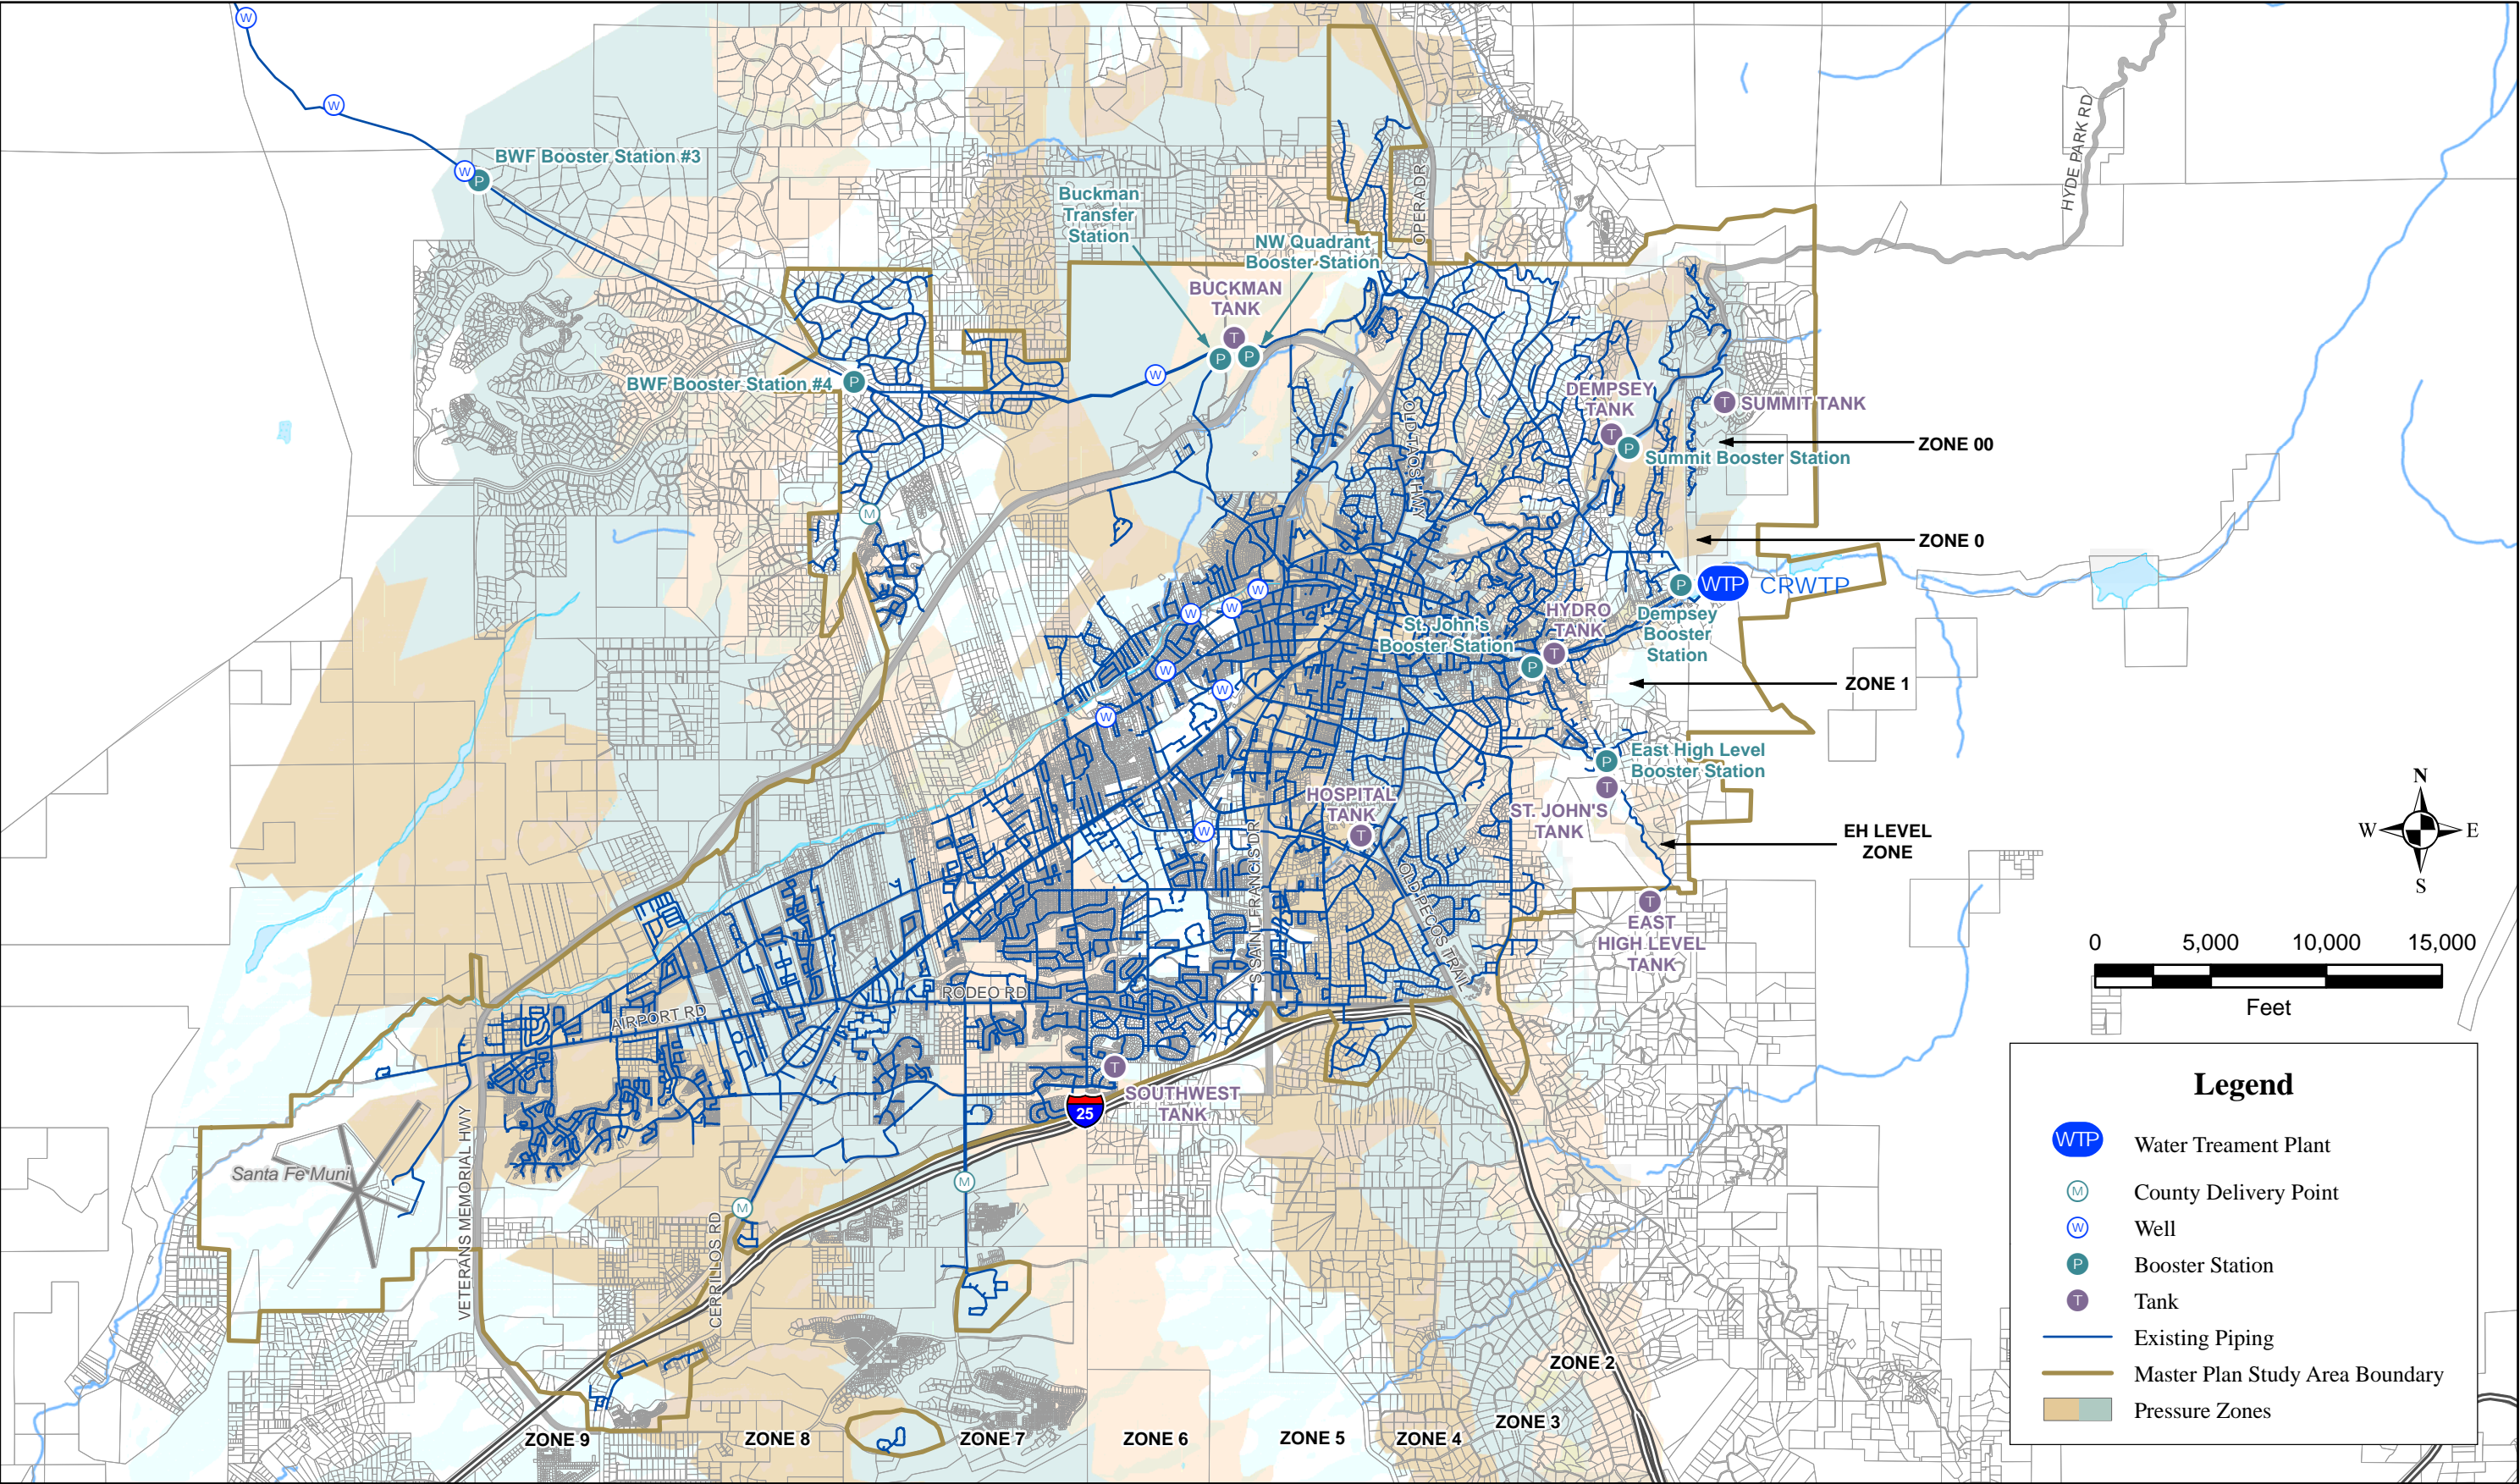 W
W
BWF Booster Station #3
W
P
HYDE PARK RD
Buckman
Transfer
Station
OPERA DR
NW Quadrant
Booster Station
BUCKMAN
TANK
T
P
P
W
BWF Booster Station #4
P
DEMPSEY
TANK
T
P
Summit Booster Station
T
SUMMIT TANK
OLD TAOS HWY
ZONE 00
M
ZONE 0
P
WTP
CRWTP
W
W
W
HYDRO
TANK
Dempsey
Booster
Station
St. John's
Booster Station
T
P
W
W
ZONE 1
W
P
East High Level
Booster Station
T
HOSPITAL
TANK
T
ST. JOHN'S
TANK
W
N
W
E
S
EH LEVEL
ZONE
S SAINT FRANCIS DR
OLD PECOS TRAIL
T
EAST
HIGH LEVEL
TANK
0
5,000
10,000
15,000
Feet
RODEO RD
AIRPORT RD
T
SOUTHWEST
TANK
25
Santa Fe Muni
VETERANS MEMORIAL HWY
M
M
CERRILLOS RD
ZONE 2
ZONE 3
ZONE 9
ZONE 8
ZONE 7
ZONE 6
ZONE 5
ZONE 4
Legend
WTP
Water Treament Plant
M
County Delivery Point
W
Well
P
Booster Station
T
Tank
Existing Piping
Master Plan Study Area Boundary
Pressure Zones